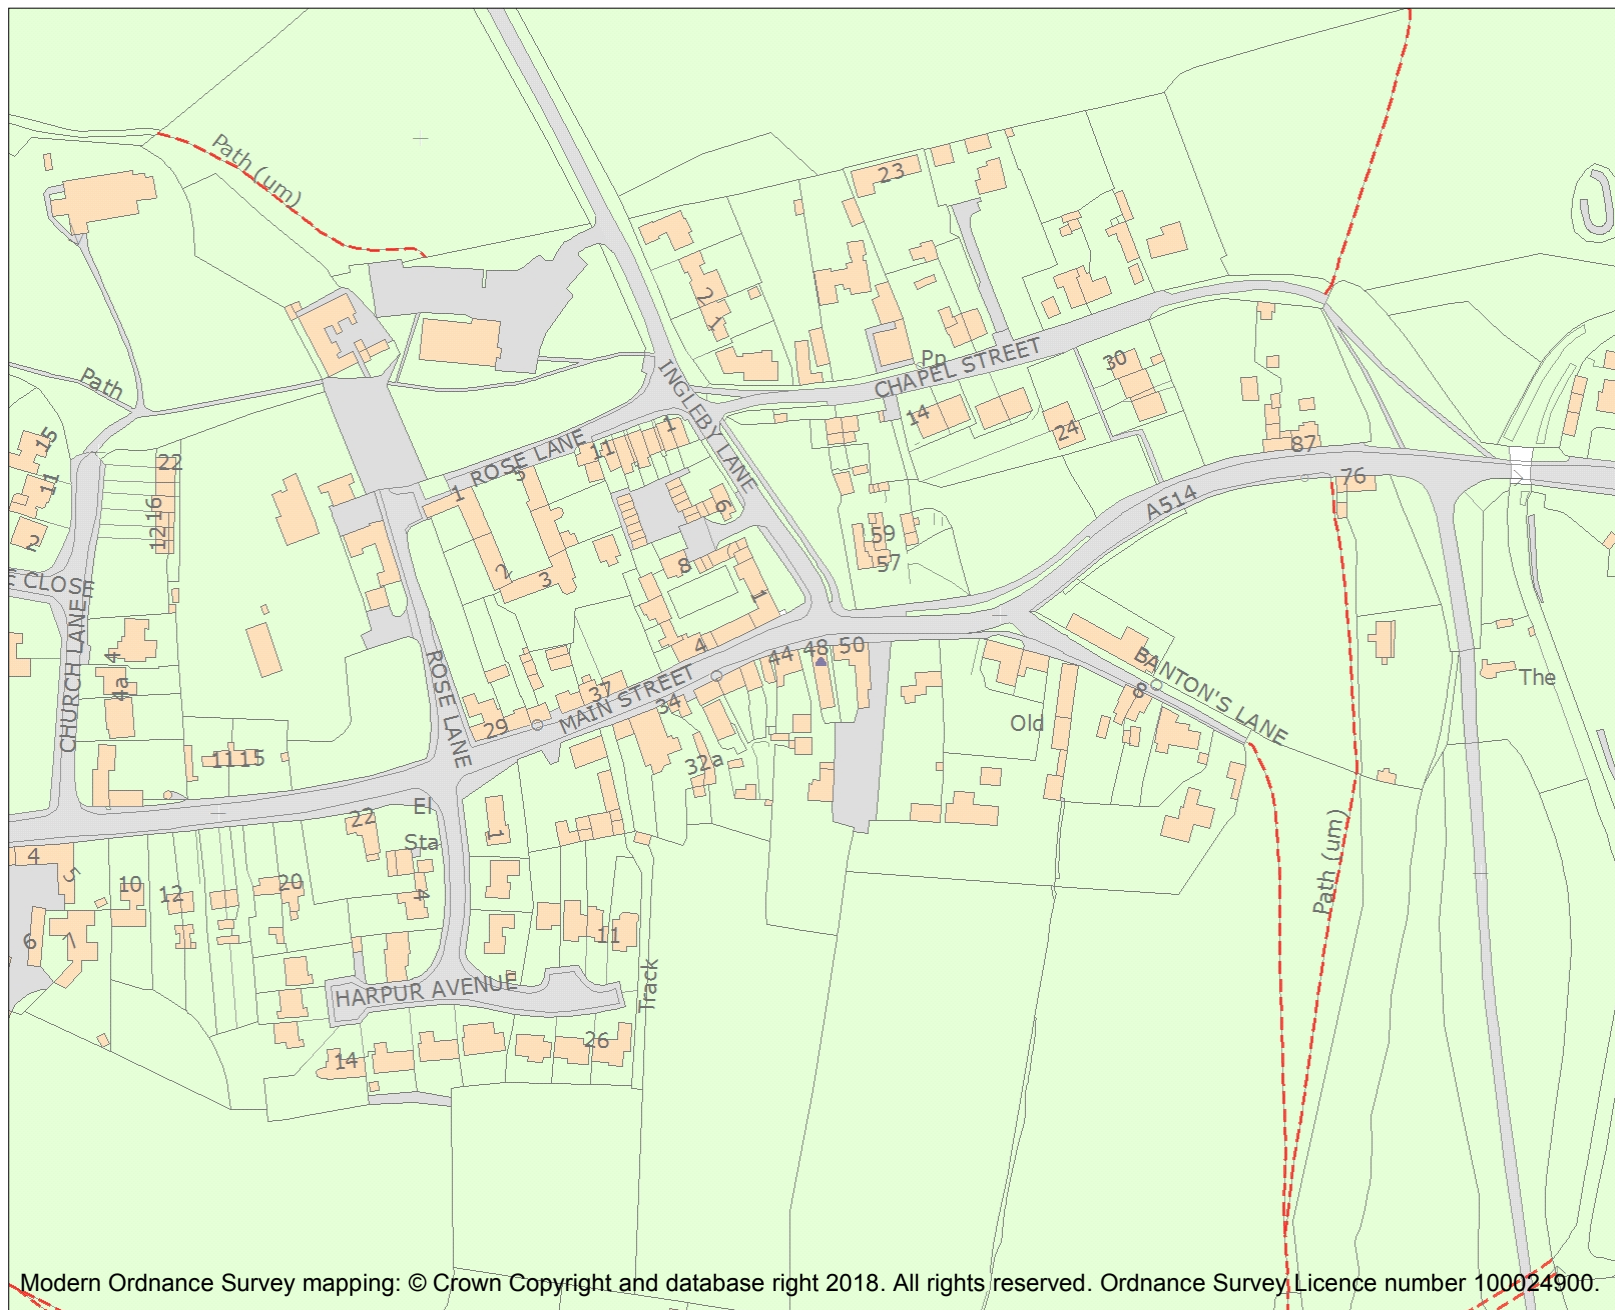 Path (um)
23
2
1
Path
INGLEBY LANE
Pp
CHAPEL STREET
30
14
24
1
11
ROSE LANE
5
1
15
11
22
16
12
2
E CLOSE
87
76
A514
6
59
57
8
2
3
1
CHURCH LANE
4
4a
ROSE LANE
4
48
50
44
37
34
MAIN STREET
29
32a
BANTON'S LANE
8
Old
The
11
15
El
Sta
22
1
4
5
10
12
20
4
6
7
11
Path (um)
Track
HARPUR AVENUE
14
26
Modern Ordnance Survey mapping: © Crown Copyright and database right 2018. All rights reserved. Ordnance Survey Licence number 100024900.